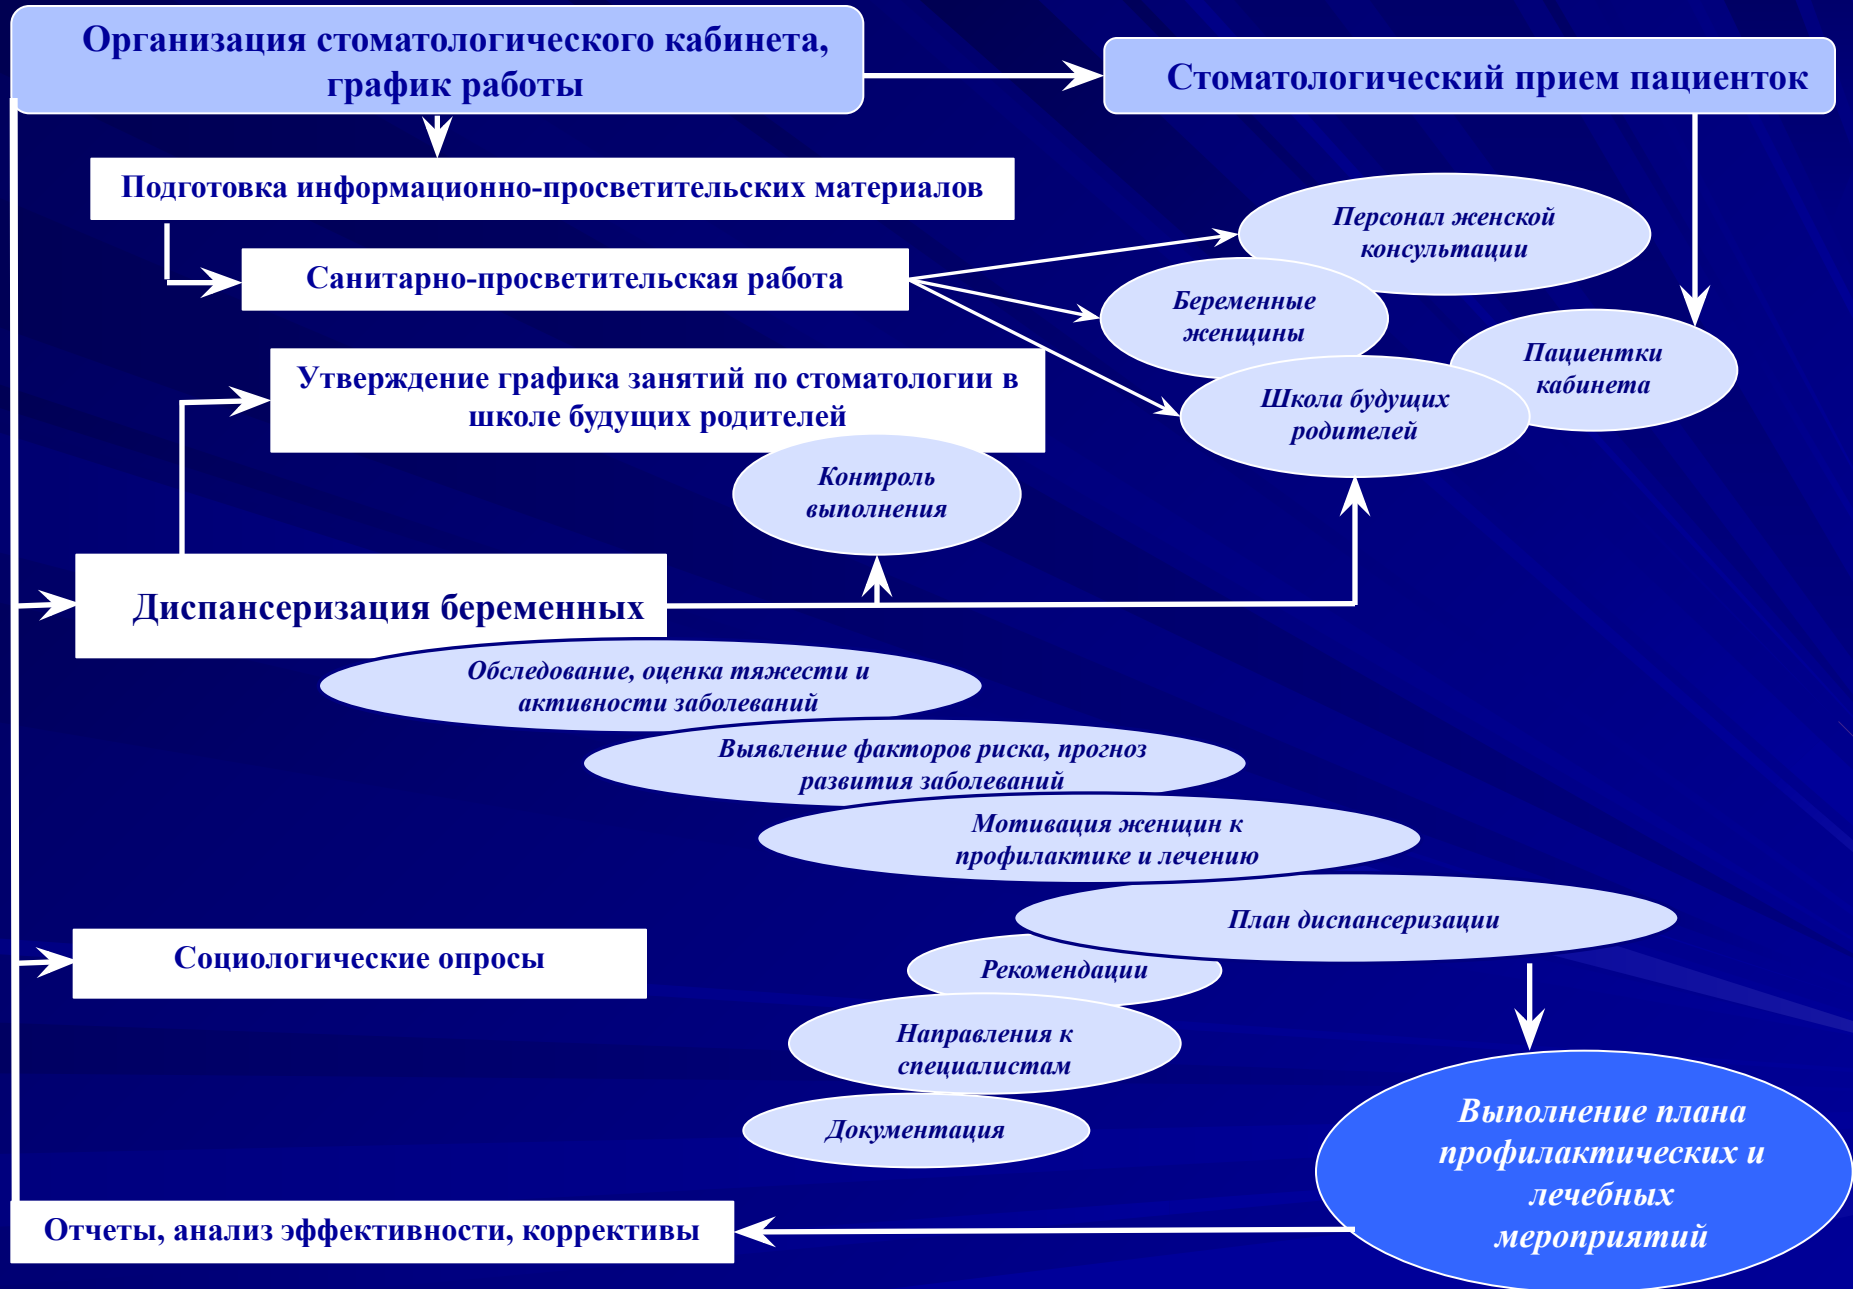 Организация стоматологического кабинета,
график работы
Стоматологический прием пациенток
Подготовка информационно-просветительских материалов
Персонал женской
консультации
Санитарно-просветительская работа
Беременные
женщины
Пациентки
кабинета
Утверждение графика занятий по стоматологии в
школе будущих родителей
Школа будущих
родителей
Контроль
выполнения
Диспансеризация беременных
Обследование, оценка тяжести и
активности заболеваний
Выявление факторов риска, прогноз
развития заболеваний
Мотивация женщин к
профилактике и лечению
План диспансеризации
Социологические опросы
Рекомендации
Направления к
специалистам
Документация
Выполнение плана
профилактических и
лечебных
мероприятий
Отчеты, анализ эффективности, коррективы